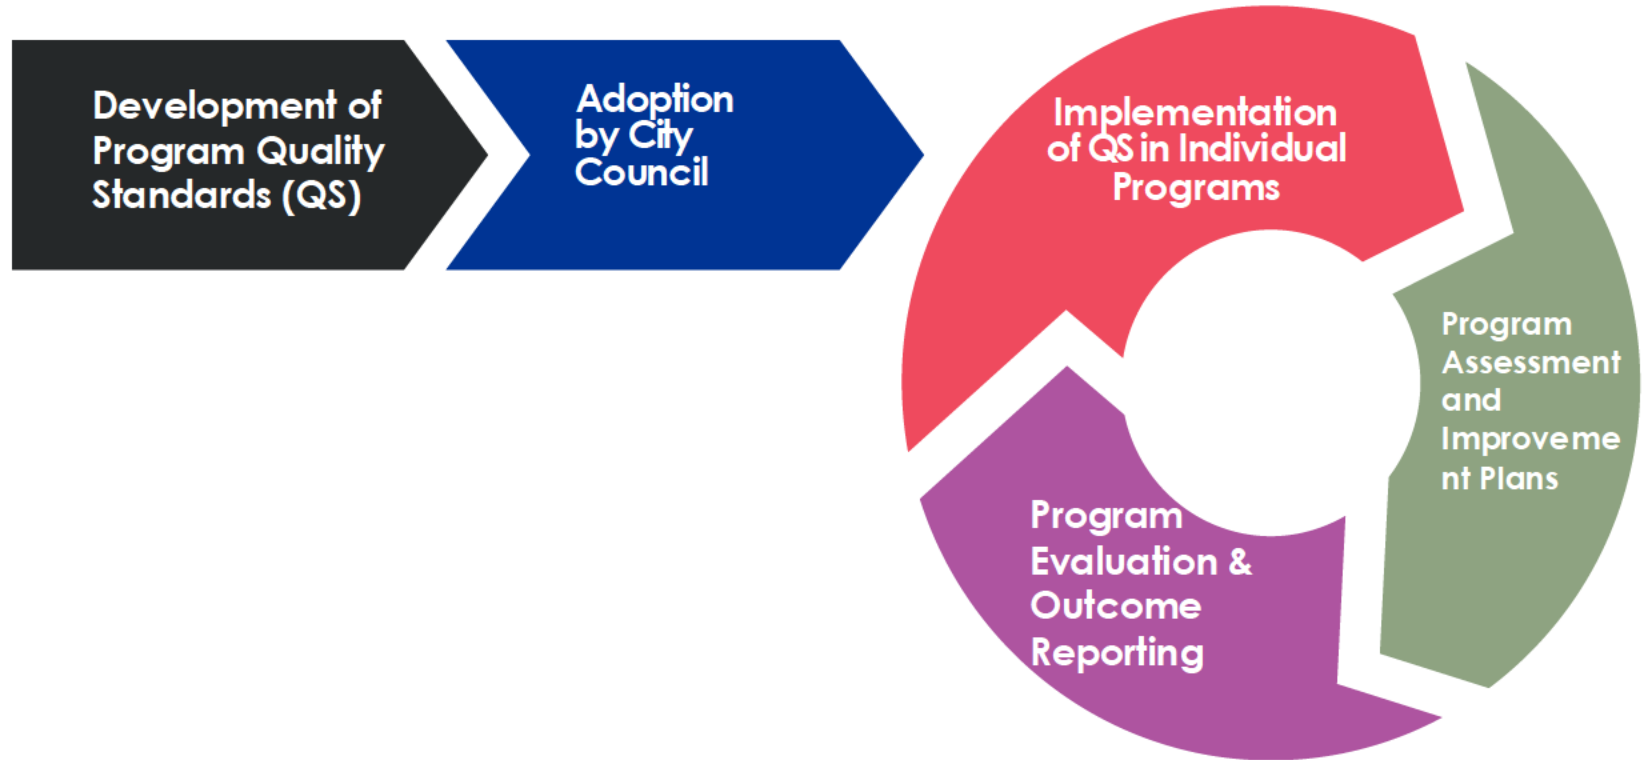 Development of
Program Quality
Standards (QS)
Adoption
by City
Council
Implementation
of QS in Individual
Programs
Program
Assessment
and
Improveme
nt Plans
Program
Evaluation &
Outcome
Reporting